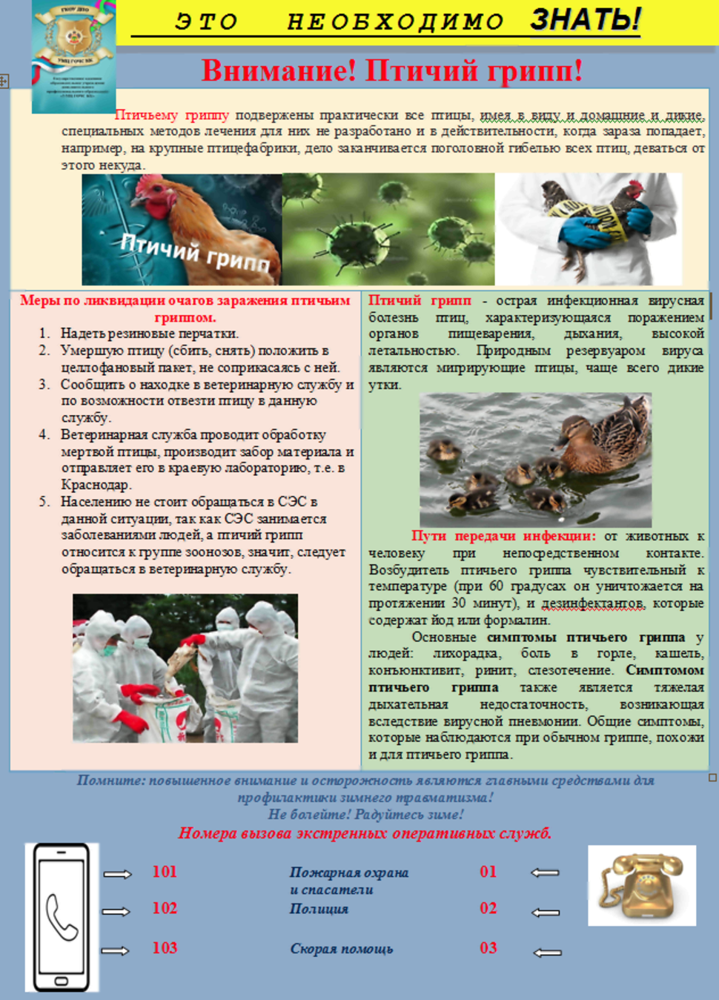 ЭТО НЕОБХОДИМО ЗНАТЬ!
ГКОУ ДПО
УМЦ ГОЧС КК
Внимание! Птичий грипп!
Птичьему гриппу подвержены практически все птицы, имея в виду и домашние и дикие,
специальных методов лечения для них не разработано и в действительности, когда зараза попадает,
например, на крупные птицефабрики, дело заканчивается поголовной гибелью всех птиц, деваться от
этого некуда.
Птичий грипп
Меры по ликвидации очагов заражения птичьим
гриппом.
1. Надеть резиновые перчатки.
2. Умершую птицу (сбить, снять) положить в
целлофановый пакет, не соприкасаясь с ней.
3. Сообщить о находке в ветеринарную службу и
по возможности отвезти птицу в данную
службу.
4. Ветеринарная служба проводит обработку
мертвой птицы, производит забор материала и
отправляет его в краевую лабораторию, т.е. в
Краснодар.
5. Населению не стоит обращаться в СЭС в
данной ситуации, так как СЭС занимается
заболеваниями людей, а птичий грипп
относится к группе зоонозов, значит, следует
обращаться в ветеринарную службу.
Птичий грипп - острая инфекционная вирусная
болезнь птиц, характеризующаяся поражением
органов пищеварения, дыхания, высокой
летальностью. Природным резервуаром вируса
являются мигрирующие птицы, чаще всего дикие
утки.
Пути передачи инфекции: от животных к
человеку при непосредственном контакте.
Возбудитель птичьего гриппа чувствительный к
температуре (при 60 градусах он уничтожается на
протяжении 30 минут), и дезинфектантов, которые
содержат йод или формалин.
Основные симптомы птичьего гриппа у
людей: лихорадка, боль в горле, кашель,
конъюнктивит, ринит, слезотечение. Симптомом
птичьего гриппа также является тяжелая
дыхательная недостаточность, возникающая
вследствие вирусной пневмонии. Общие симптомы,
которые наблюдаются при обычном гриппе, похожи
и для птичьего гриппа.
Помните: повышенное внимание и осторожность являются главными средствами для
профилактики зимнего травматизма!
Не болейте! Радуйтесь зиме!
Номера вызова экстренных оперативных служб.
101 Пожарная охрана 01
и спасатели
102 Полиция 02
103 Скорая помощь 03